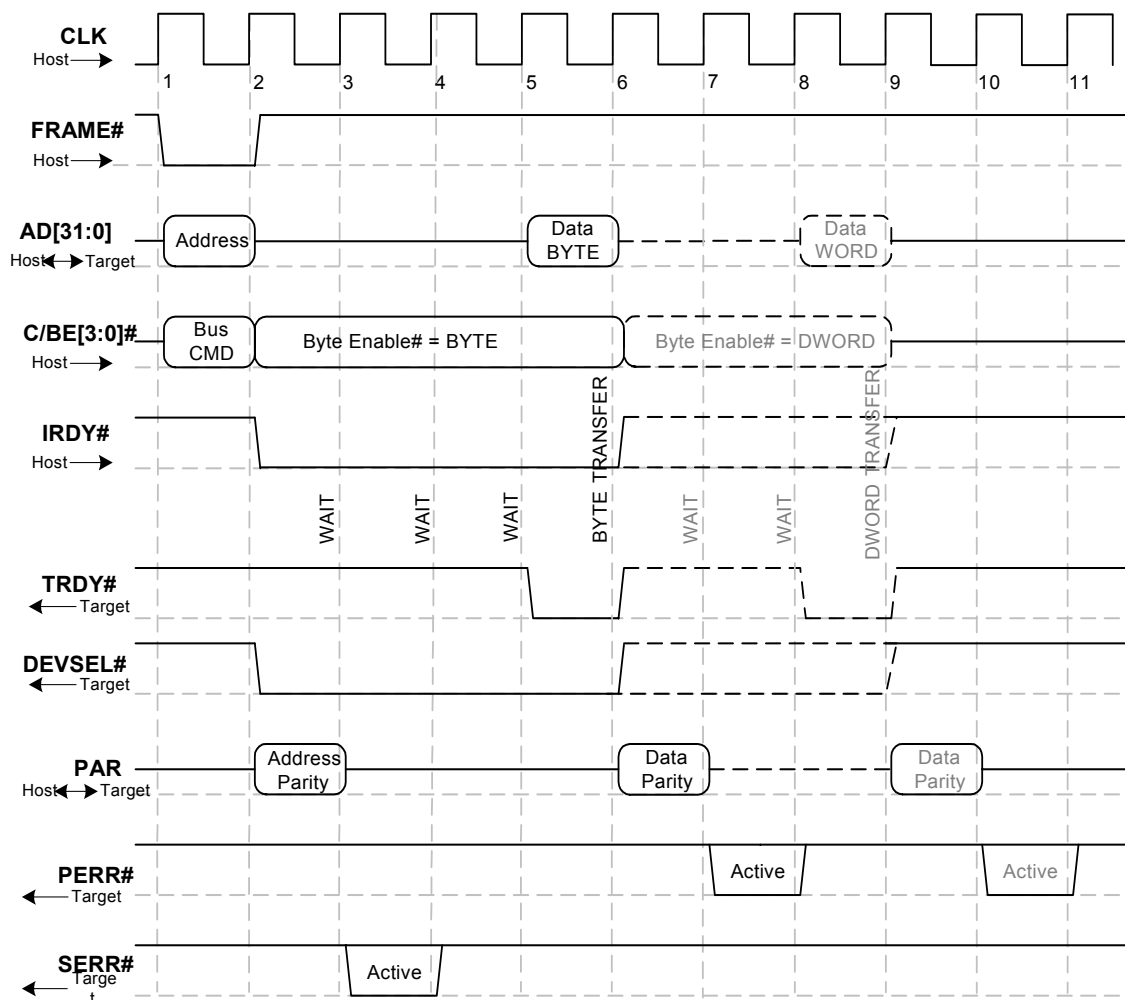 CLK
Host
1 2 3 4 5 6 7 8 9 10 11
FRAME#
Host
AD[31:0]
Host Target
Address
Data
BYTE
Data
WORD
C/BE[3:0]#
Host
Bus
CMD
Byte Enable# = BYTE
Byte Enable# = DWORD
IRDY#
Host
WAIT
WAIT
WAIT
BYTE TRANSFER
WAIT
WAIT
DWORD TRANSFER
TRDY#
Target
DEVSEL#
Target
PAR
Host Target
Address
Parity
Data
Parity
Data
Parity
PERR#
Target
Active
Active
SERR#
Targe
t
Active